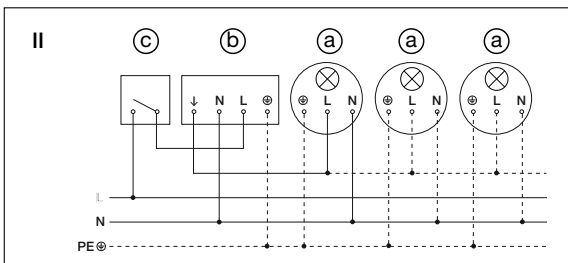 II
c b a a a
↓ N L ⏚ ⏚ L N ⏚ L N ⏚ L N
L
N
PE ⏚